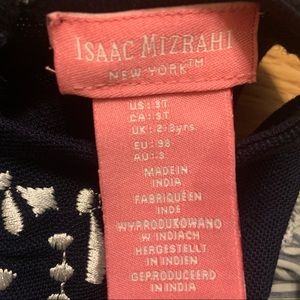 ISAAC MIZRAHI
NEW YORK™
US: 3T
CA: 3T
UK: 2-3yrs.
EU: 98
AU: 3
MADE IN
INDIA
FABRIQUÉ EN
INDE
WYPRODUKOWANO
W INDIACH
HERGESTELLT
IN INDIEN
GEPRODUCEERD
IN INDIA